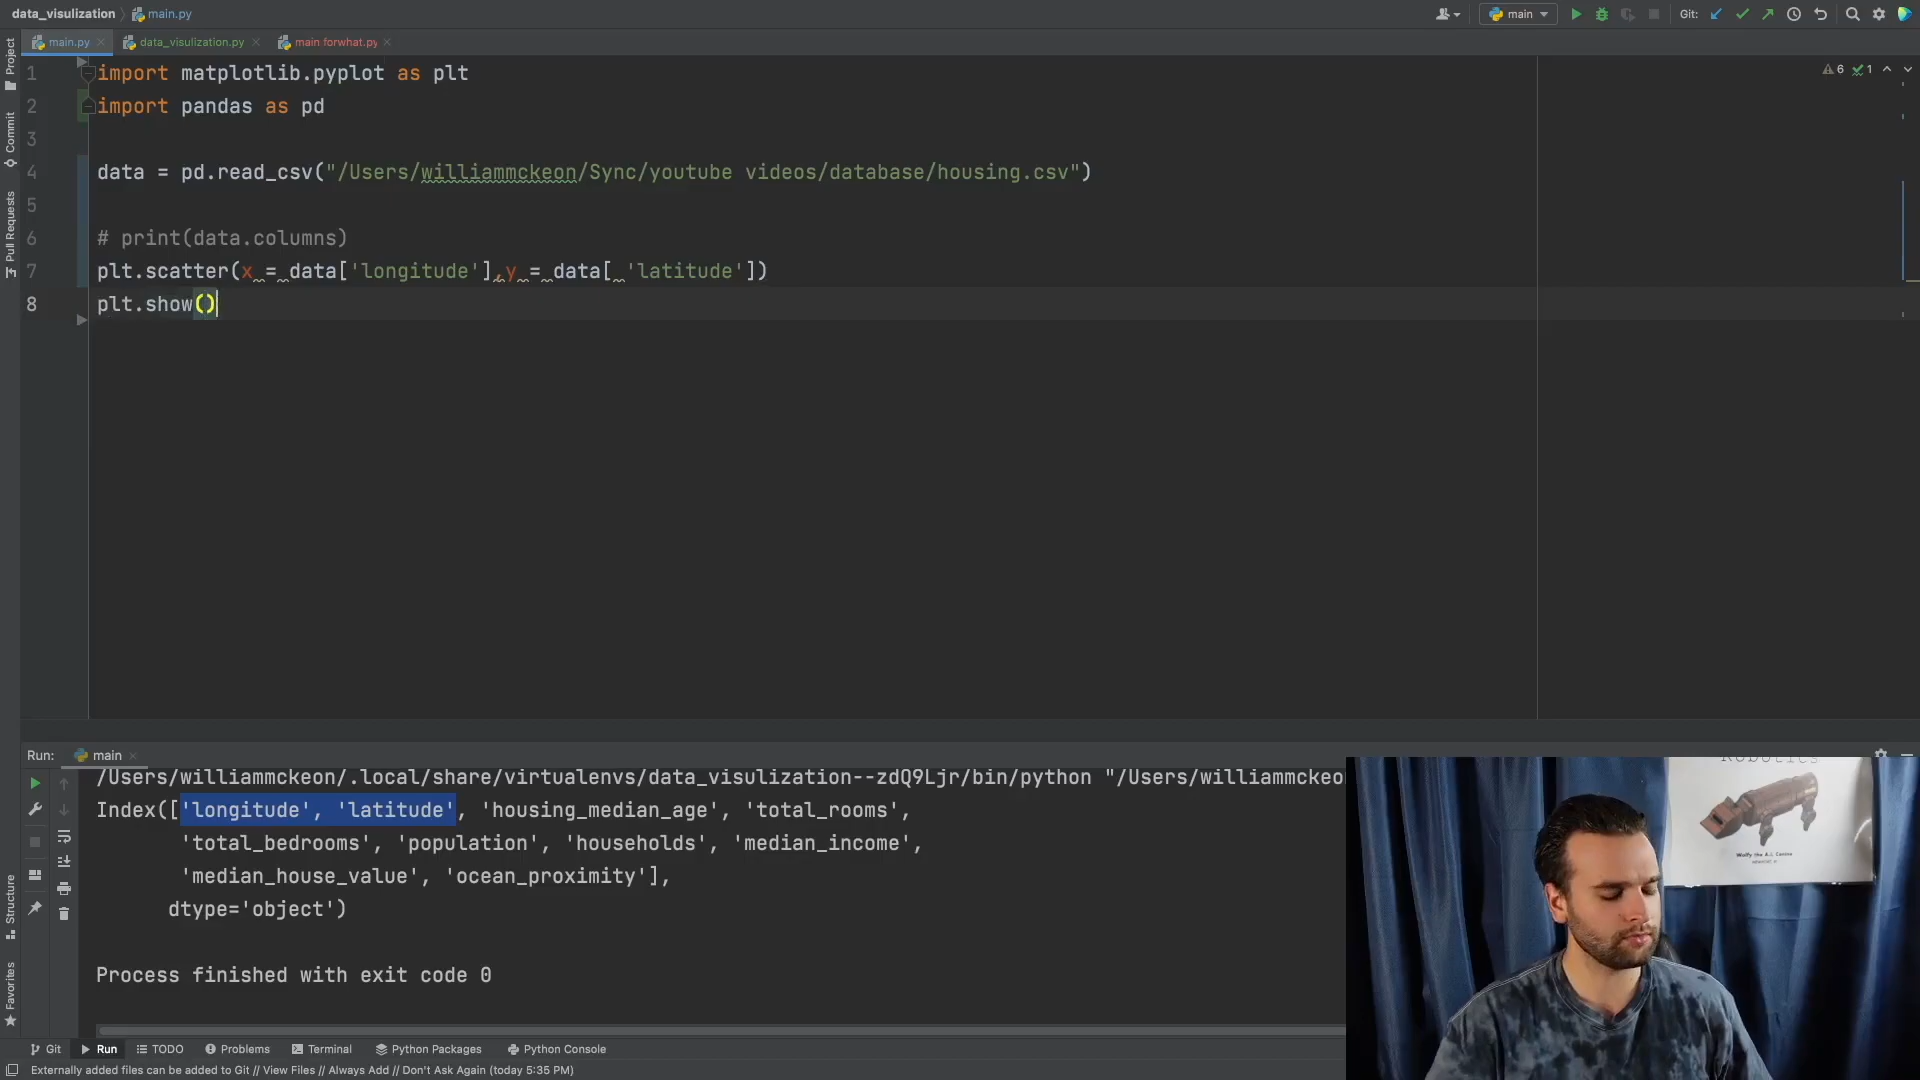 data_visulization main.py
main
Git:
main.py
data_visulization.py
main forwhat.py
Project
Commit
Pull Requests
Structure
Favorites
6 1
1 import matplotlib.pyplot as plt
2 import pandas as pd
3
4 data = pd.read_csv("/Users/williammckeon/Sync/youtube videos/database/housing.csv")
5
6 # print(data.columns)
7 plt.scatter(x = data['longitude'],y = data[ 'latitude'])
8 plt.show()
Run: main
/Users/williammckeon/.local/share/virtualenvs/data_visulization--zdQ9Ljr/bin/python "/Users/williammckeo
Index(['longitude', 'latitude', 'housing_median_age', 'total_rooms',
'total_bedrooms', 'population', 'households', 'median_income',
'median_house_value', 'ocean_proximity'],
dtype='object')
Process finished with exit code 0
Wolfy the A.I. Canine
Git Run TODO Problems Terminal Python Packages Python Console
Externally added files can be added to Git // View Files // Always Add // Don't Ask Again (today 5:35 PM)